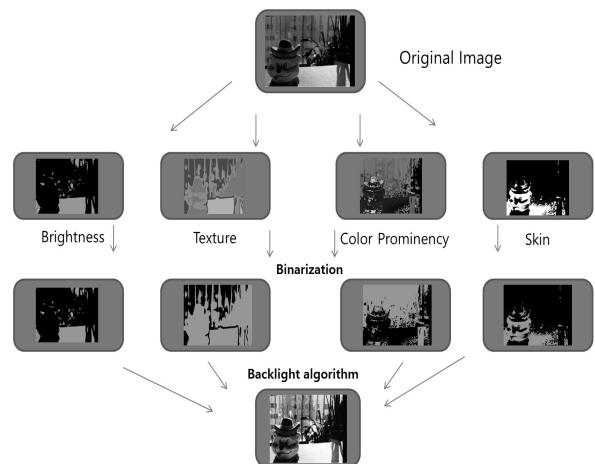 Original Image
Brightness
Texture
Color Prominency
Skin
Binarization
Backlight algorithm